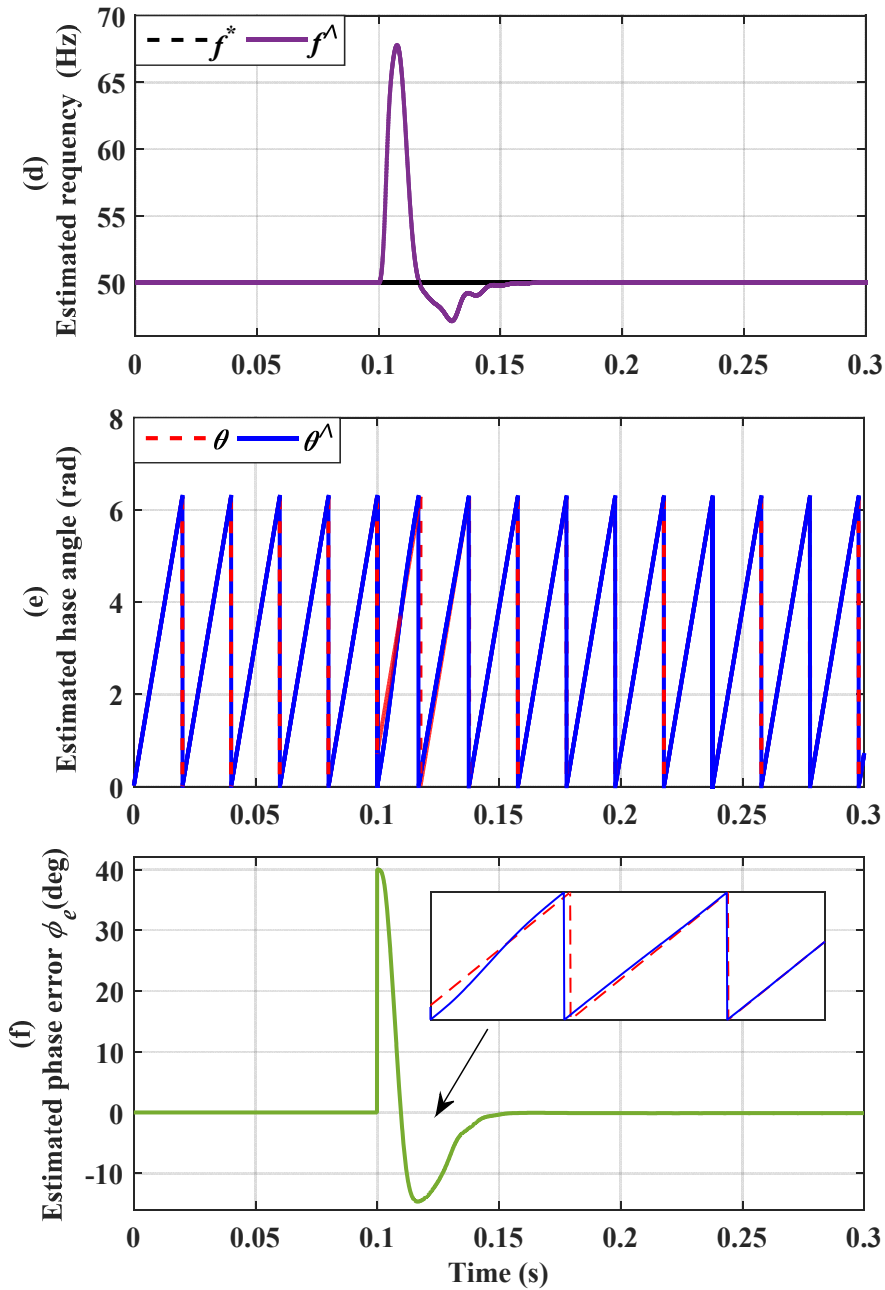 f* f^
70
65
60
55
50
0 0.05 0.1 0.15 0.2 0.25 0.3
(d)
Estimated requency (Hz)
θ θ^
8
6
4
2
0
0 0.05 0.1 0.15 0.2 0.25 0.3
(e)
Estimated hase angle (rad)
40
30
20
10
0
-10
0 0.05 0.1 0.15 0.2 0.25 0.3
(f)
Estimated phase error ϕe(deg)
Time (s)